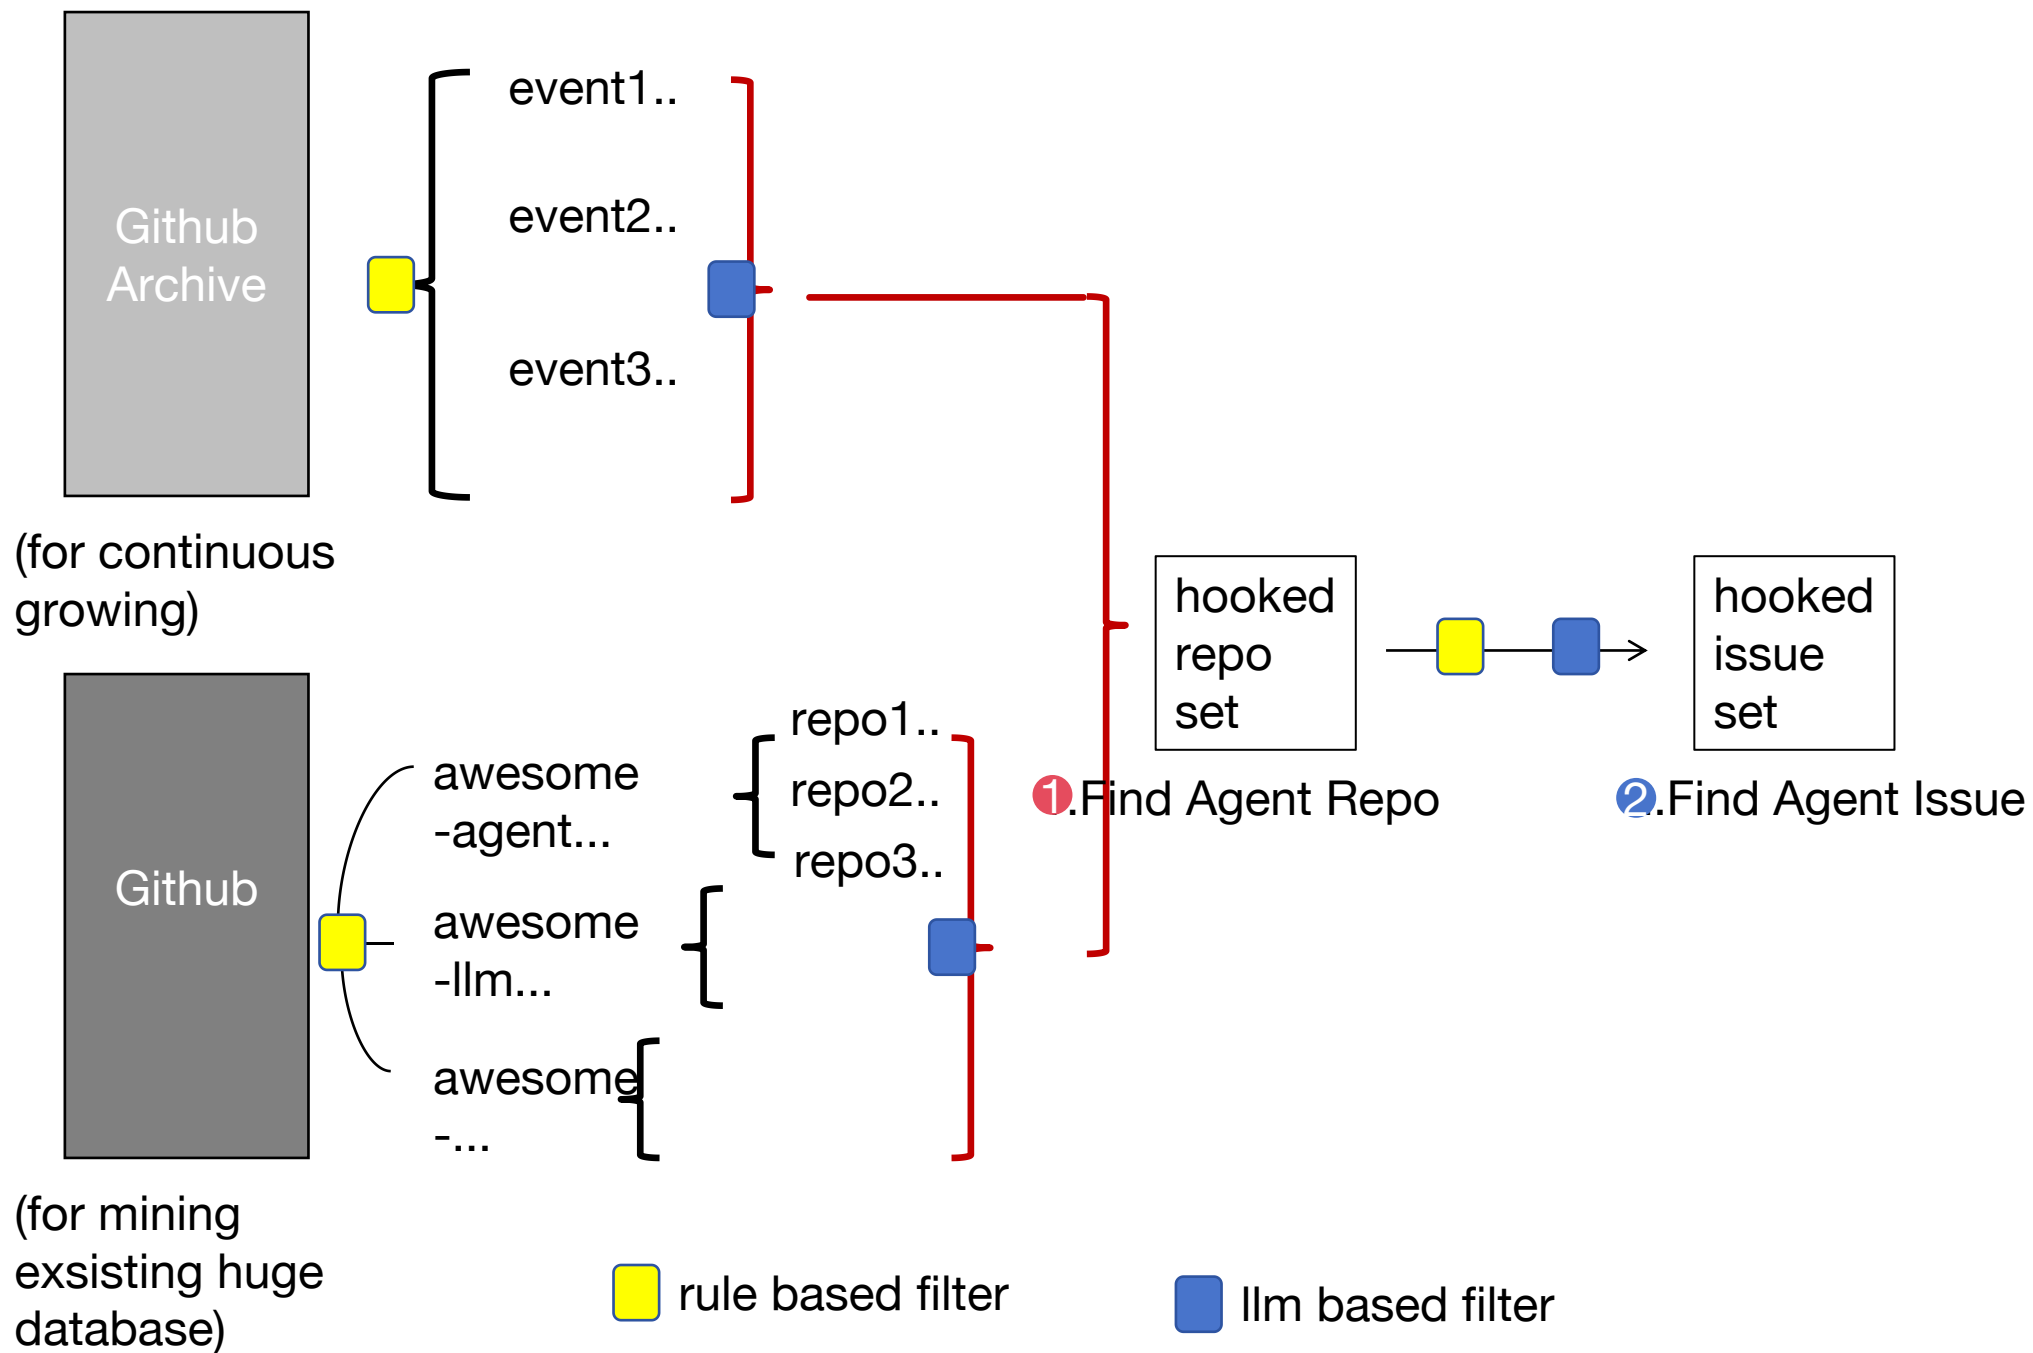 Github
Archive
event1..
event2..
event3..
(for continuous
growing)
Github
awesome
-agent...
awesome
-llm...
awesome
-...
repo1..
repo2..
repo3..
hooked
repo
set
1.Find Agent Repo
hooked
issue
set
2..Find Agent Issue
(for mining
exsisting huge
database)
rule based filter
llm based filter